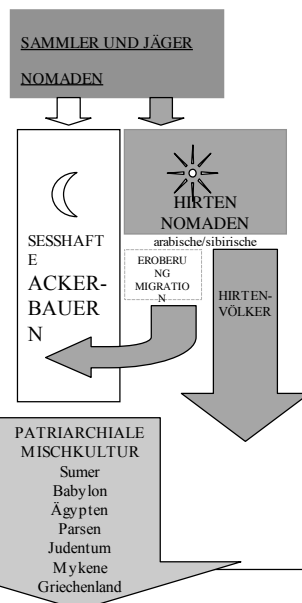 SAMMLER UND JÄGER
NOMADEN
SESSHAFT
E
ACKER-
BAUER
N
HIRTEN
NOMADEN
arabische/sibirische
EROBERU
NG
MIGRATIO
N
HIRTEN-
VÖLKER
PATRIARCHIALE
MISCHKULTUR
Sumer
Babylon
Ägypten
Parsen
Judentum
Mykene
Griechenland